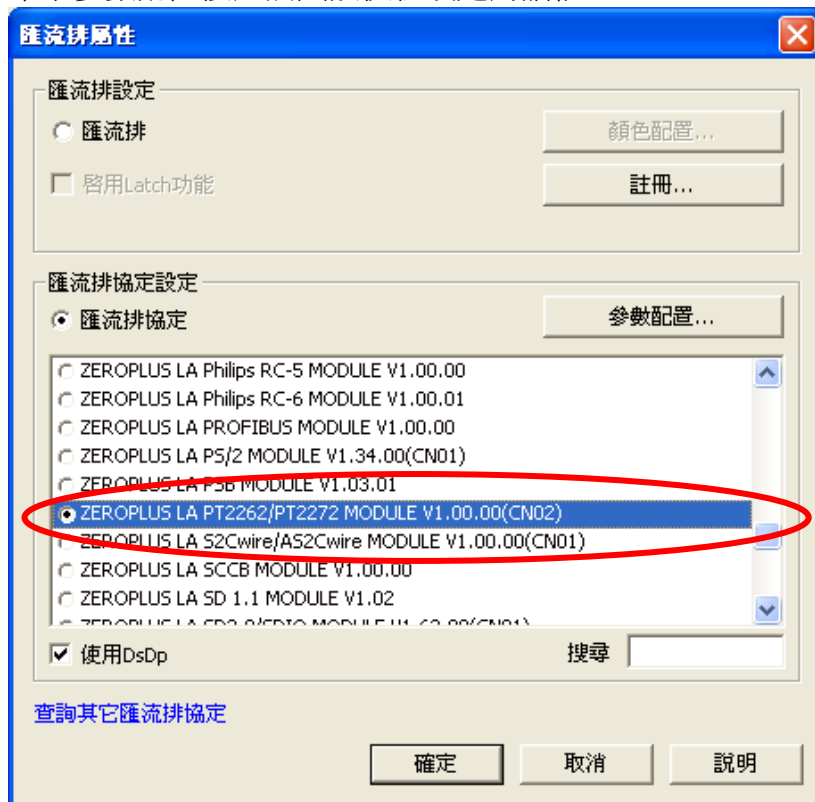 匯流排屬性
匯流排設定
匯流排
顏色配置...
啓用Latch功能
註冊...
匯流排協定設定
匯流排協定
參數配置...
ZEROPLUS LA Philips RC-5 MODULE V1.00.00
ZEROPLUS LA Philips RC-6 MODULE V1.00.01
ZEROPLUS LA PROFIBUS MODULE V1.00.00
ZEROPLUS LA PS/2 MODULE V1.34.00(CN01)
ZEROPLUS LA PSB MODULE V1.03.01
ZEROPLUS LA PT2262/PT2272 MODULE V1.00.00(CN02)
ZEROPLUS LA S2Cwire/AS2Cwire MODULE V1.00.00(CN01)
ZEROPLUS LA SCCB MODULE V1.00.00
ZEROPLUS LA SD 1.1 MODULE V1.02
使用DsDp
搜尋
查詢其它匯流排協定
確定
取消
說明